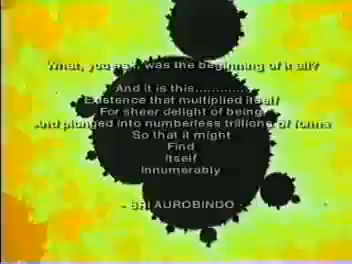 What, you ask, was the beginning of it all?
And it is this............
Existence that multiplied itself
For sheer delight of being
And plunged into numberless trillions of forms
So that it might
Find
Itself
Innumerably
- SRI AUROBINDO -